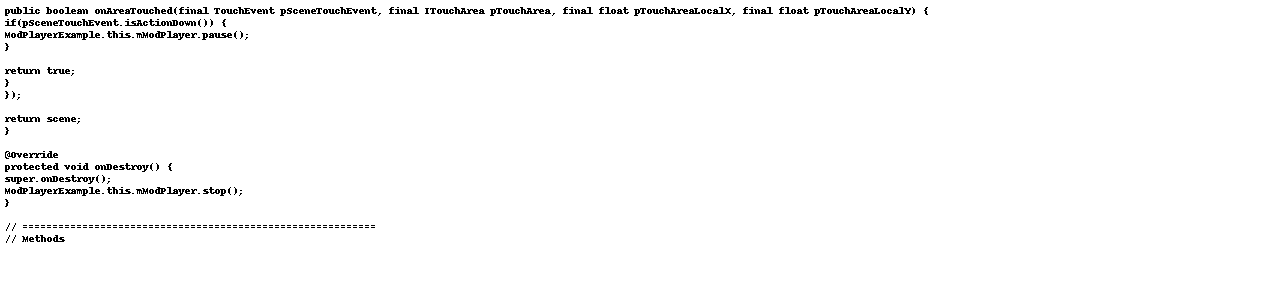 public boolean onAreaTouched(final TouchEvent pSceneTouchEvent, final ITouchArea pTouchArea, final float pTouchAreaLocalX, final float pTouchAreaLocalY) {
if(pSceneTouchEvent.isActionDown()) {
ModPlayerExample.this.mModPlayer.pause();
}
return true;
}
});
return scene;
}
@Override
protected void onDestroy() {
super.onDestroy();
ModPlayerExample.this.mModPlayer.stop();
}
// ===========================================================
// Methods